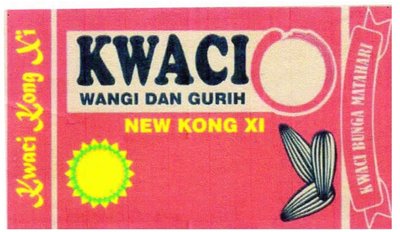 Kwaci Kong Xi
KWACI
WANGI DAN GURIH
NEW KONG XI
KWACI BUNGA MATAHARI